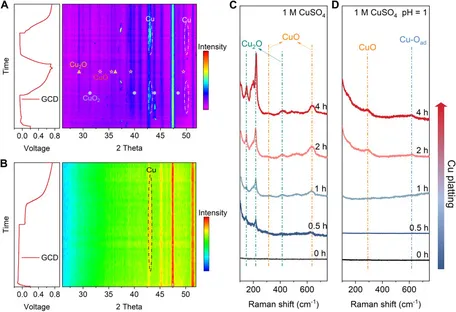 A
Cu
Cu
Cu₂O
CuO
CuO₂
GCD
Time
0.0 0.4 0.8
Voltage
30 35 40 45 50
2 Theta
Intensity
B
Cu
GCD
Time
0.0 0.4 0.8
Voltage
30 35 40 45 50
2 Theta
Intensity
C
1 M CuSO₄
Cu₂O
CuO
4 h
2 h
1 h
0.5 h
0 h
200 400 600
Raman shift (cm⁻¹)
D
1 M CuSO₄ pH = 1
CuO
Cu-Oad
4 h
2 h
1 h
0.5 h
0 h
200 400 600
Raman shift (cm⁻¹)
Cu platting